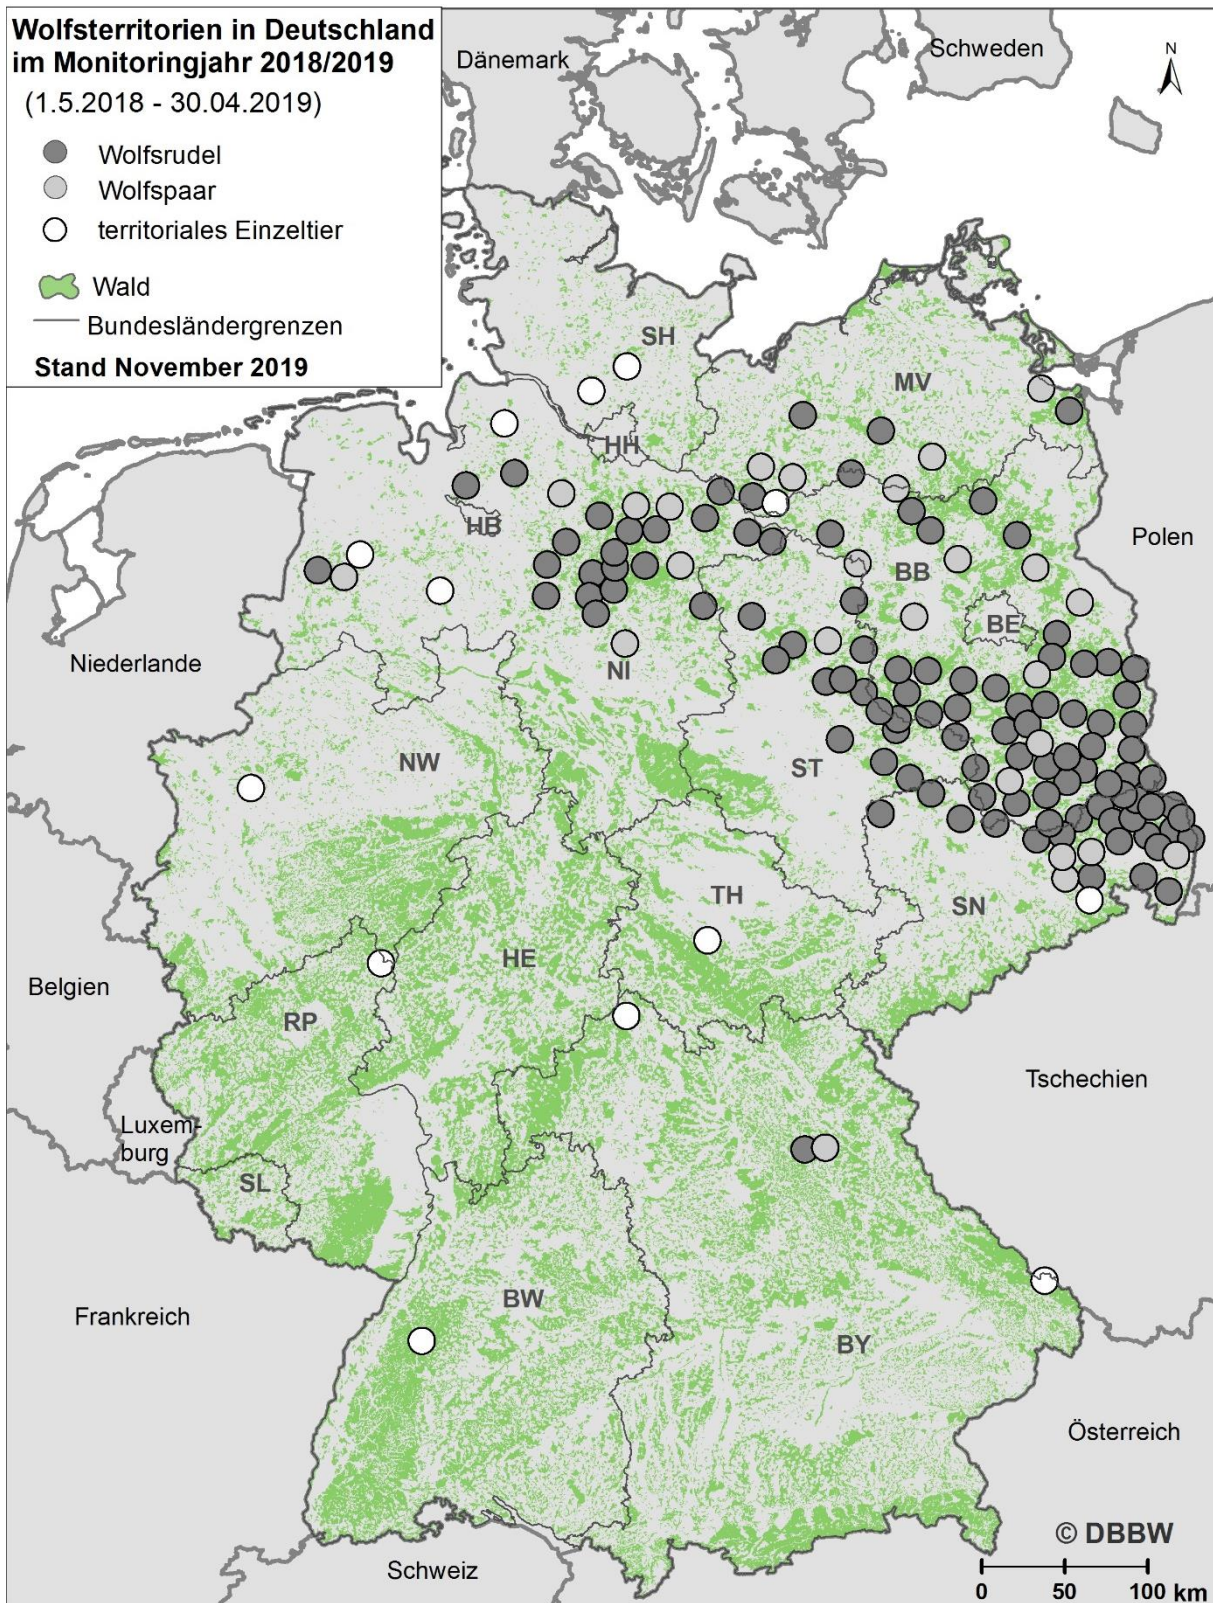 Wolfsterritorien in Deutschland
im Monitoringjahr 2018/2019
(1.5.2018 - 30.04.2019)
Wolfsrudel
Wolfspaar
territoriales Einzeltier
Wald
Bundesländergrenzen
Stand November 2019
Dänemark
Schweden
N
SH
MV
HH
HB
Polen
BB
BE
Niederlande
NI
NW
ST
TH
SN
HE
Belgien
RP
Tschechien
Luxem-
burg
SL
Frankreich
BW
BY
Österreich
© DBBW
Schweiz
0 50 100 km